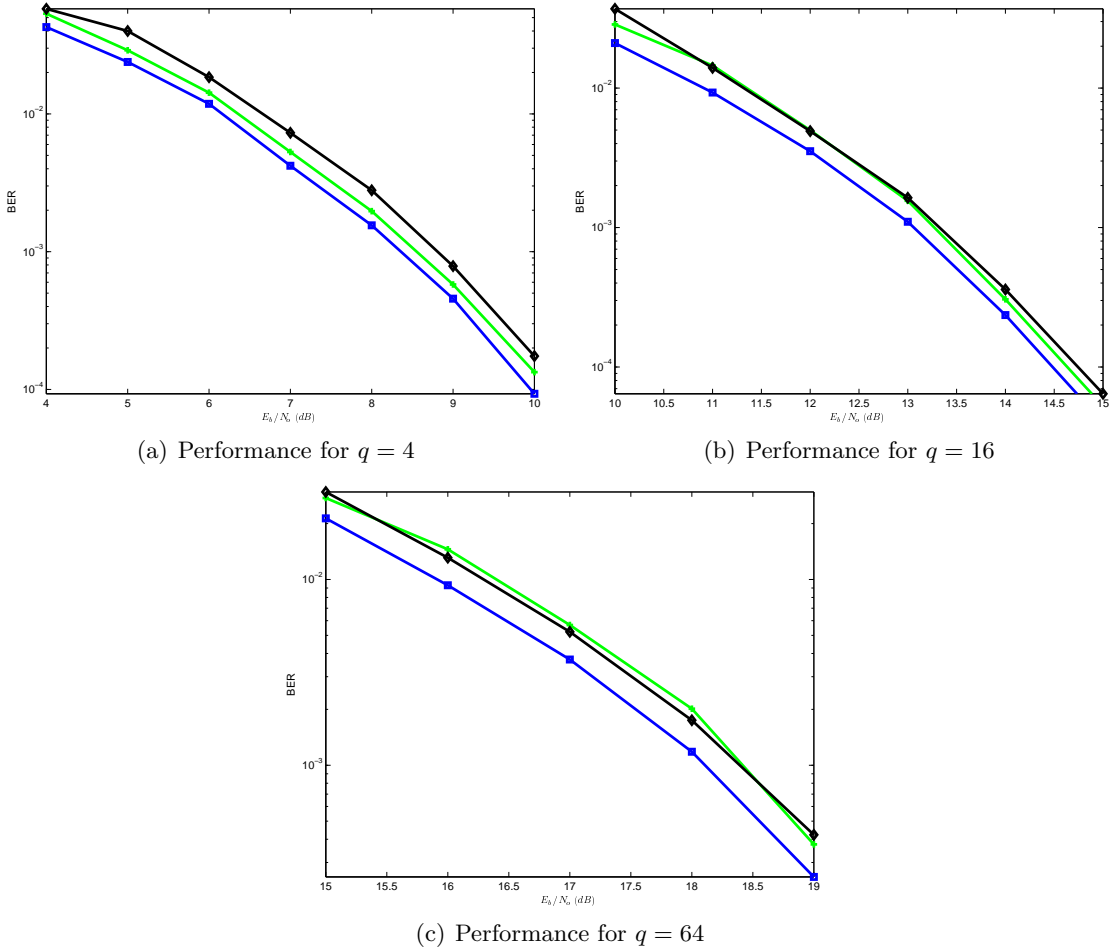 BER
10^-2
10^-3
10^-4
4 5 6 7 8 9 10
E_b/N_o (dB)
(a) Performance for q = 4
BER
10^-2
10^-3
10^-4
10 10.5 11 11.5 12 12.5 13 13.5 14 14.5 15
E_b/N_o (dB)
(b) Performance for q = 16
BER
10^-2
10^-3
15 15.5 16 16.5 17 17.5 18 18.5 19
E_b/N_o (dB)
(c) Performance for q = 64